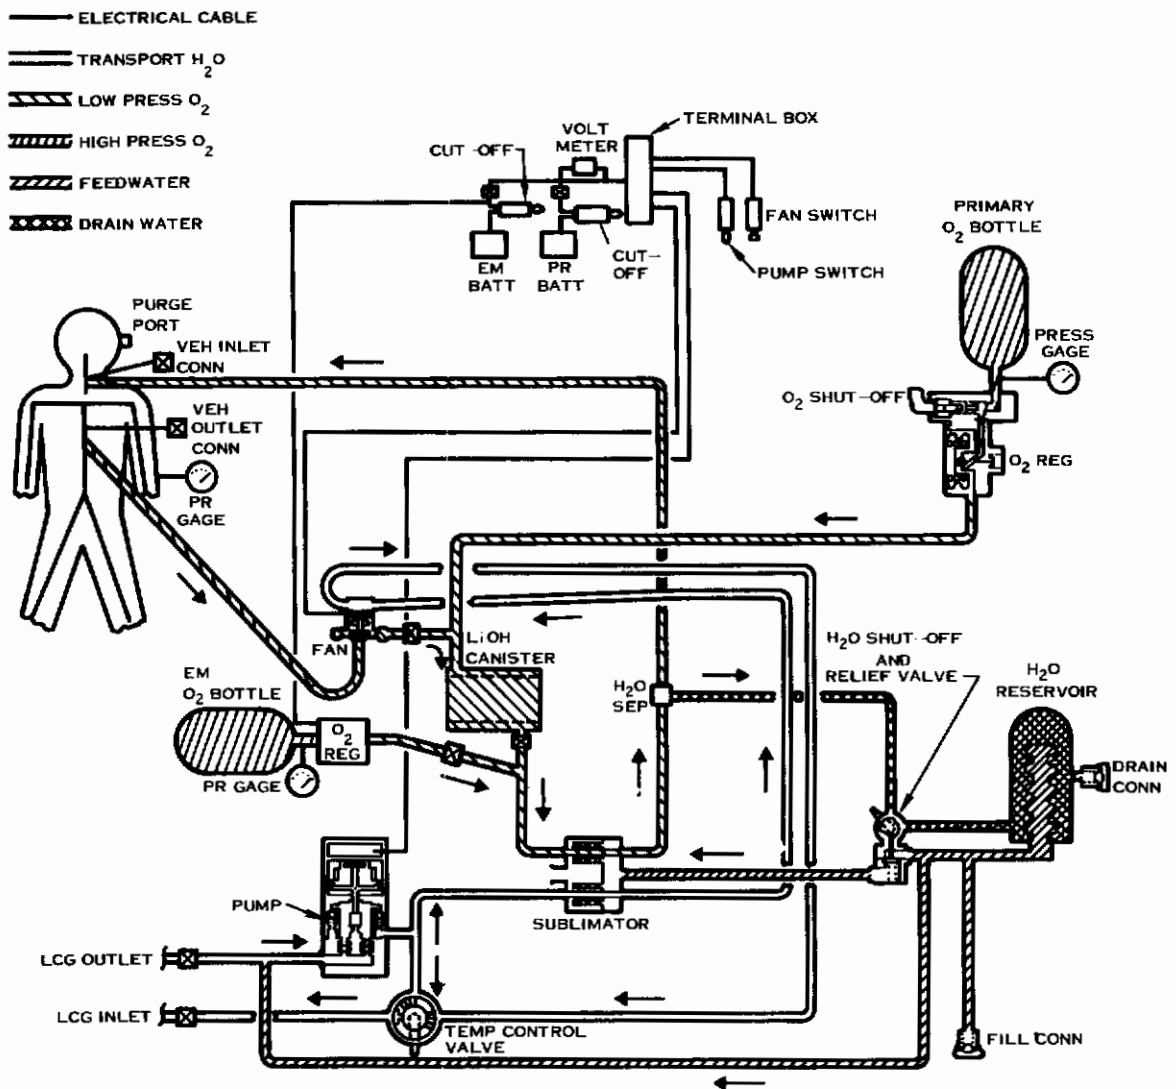 ELECTRICAL CABLE
TRANSPORT H2O
LOW PRESS O2
HIGH PRESS O2
FEEDWATER
DRAIN WATER
CUT-OFF
VOLT
METER
TERMINAL BOX
FAN SWITCH
PUMP SWITCH
EM
BATT
PR
BATT
CUT-
OFF
PRIMARY
O2 BOTTLE
PRESS
GAGE
O2 SHUT-OFF
O2 REG
PURGE
PORT
VEH INLET
CONN
VEH
OUTLET
CONN
PR
GAGE
FAN
LiOH
CANISTER
EM
O2 BOTTLE
O2
REG
PR GAGE
H2O
SEP
H2O SHUT-OFF
AND
RELIEF VALVE
H2O
RESERVOIR
DRAIN
CONN
PUMP
SUBLIMATOR
LCG OUTLET
LCG INLET
TEMP CONTROL
VALVE
FILL CONN